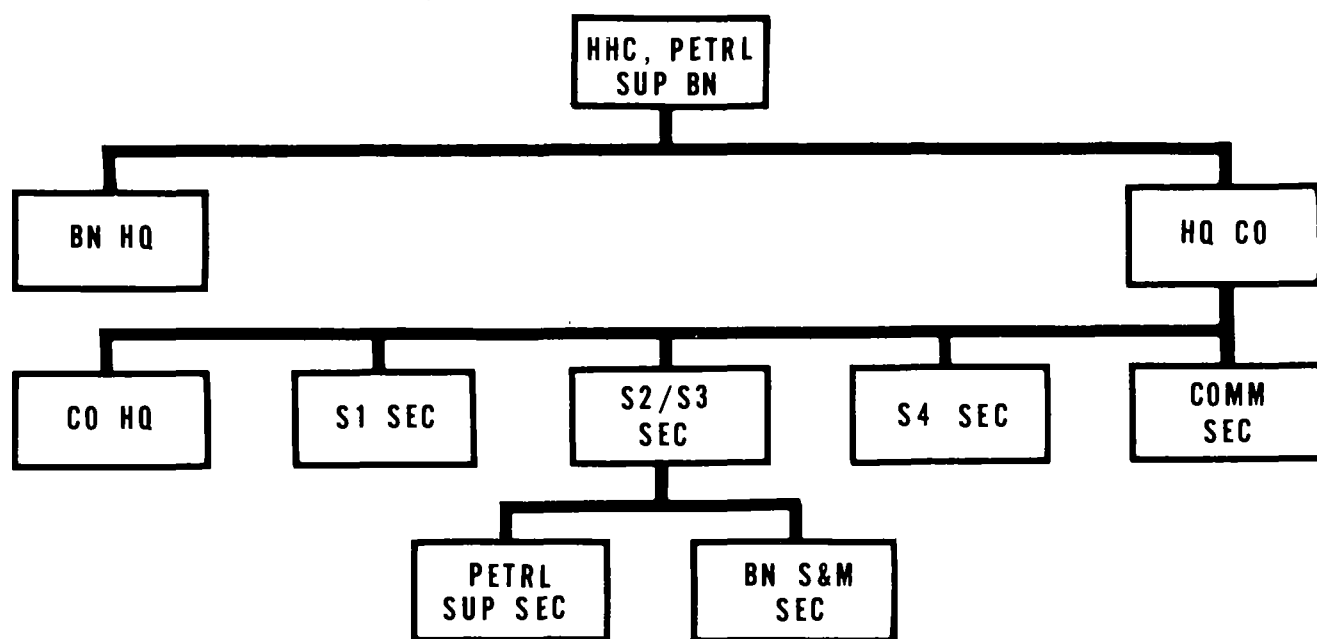 HHC, PETRL
SUP BN
BN HQ
HQ CO
CO HQ
S1 SEC
S2/S3
SEC
S4 SEC
COMM
SEC
PETRL
SUP SEC
BN S&M
SEC